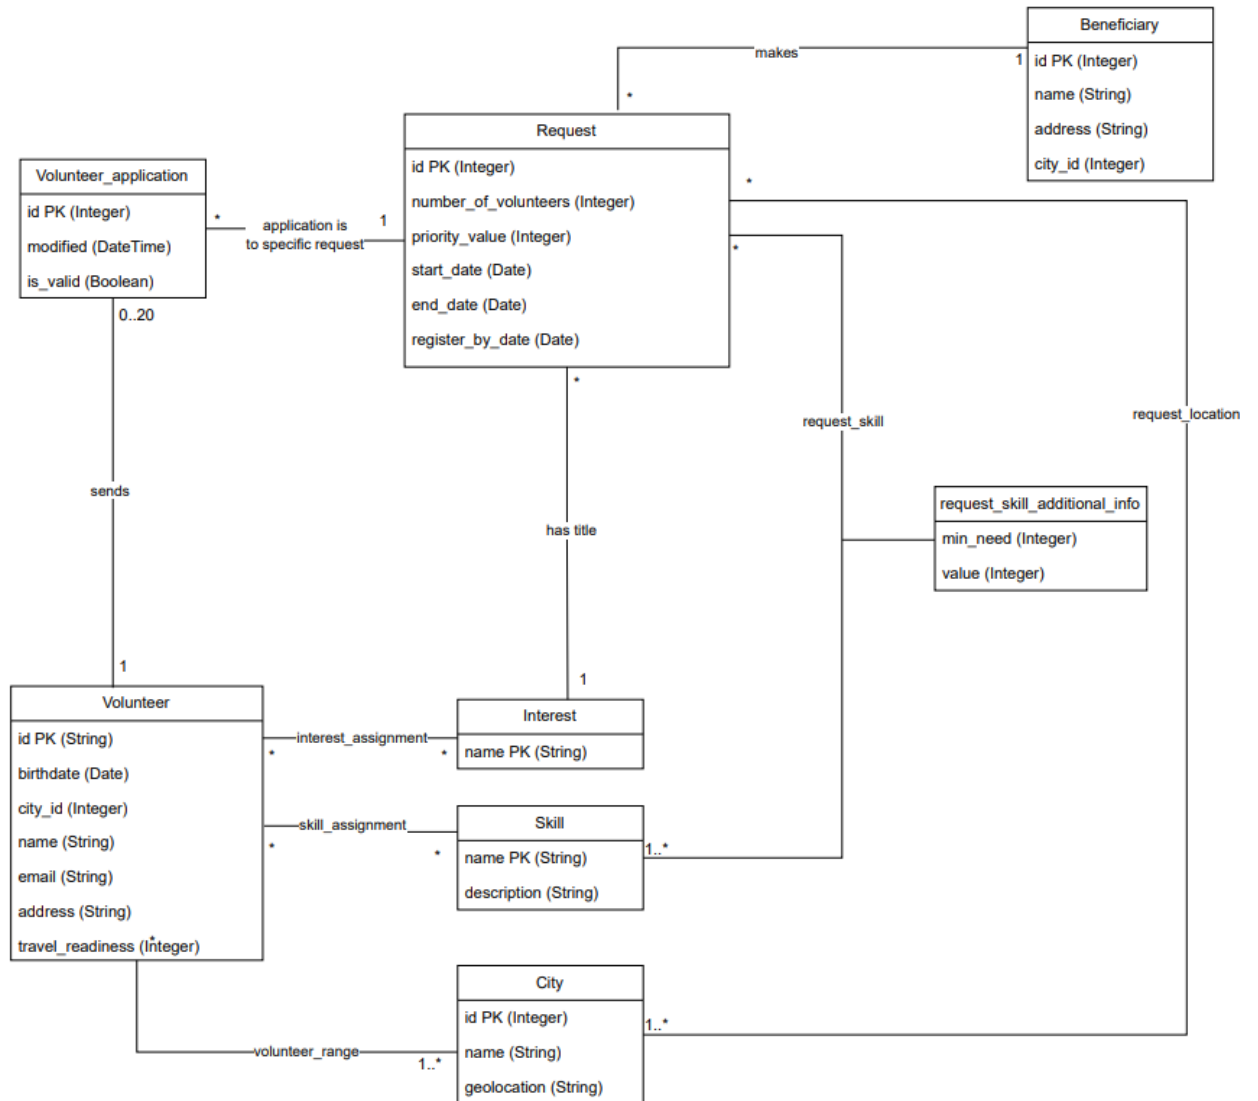 Beneficiary
id PK (Integer)
name (String)
address (String)
city_id (Integer)
makes
1
*
Request
id PK (Integer)
number_of_volunteers (Integer)
priority_value (Integer)
start_date (Date)
end_date (Date)
register_by_date (Date)
*
*
*
Volunteer_application
id PK (Integer)
modified (DateTime)
is_valid (Boolean)
*
application is
to specific request
1
0..20
sends
1
has title
1
request_skill
request_location
request_skill_additional_info
min_need (Integer)
value (Integer)
Volunteer
id PK (String)
birthdate (Date)
city_id (Integer)
name (String)
email (String)
address (String)
travel_readiness (Integer)
*
interest_assignment
*
*
Interest
name PK (String)
skill_assignment
*
*
Skill
name PK (String)
description (String)
1..*
City
id PK (Integer)
name (String)
geolocation (String)
1..*
volunteer_range
1..*